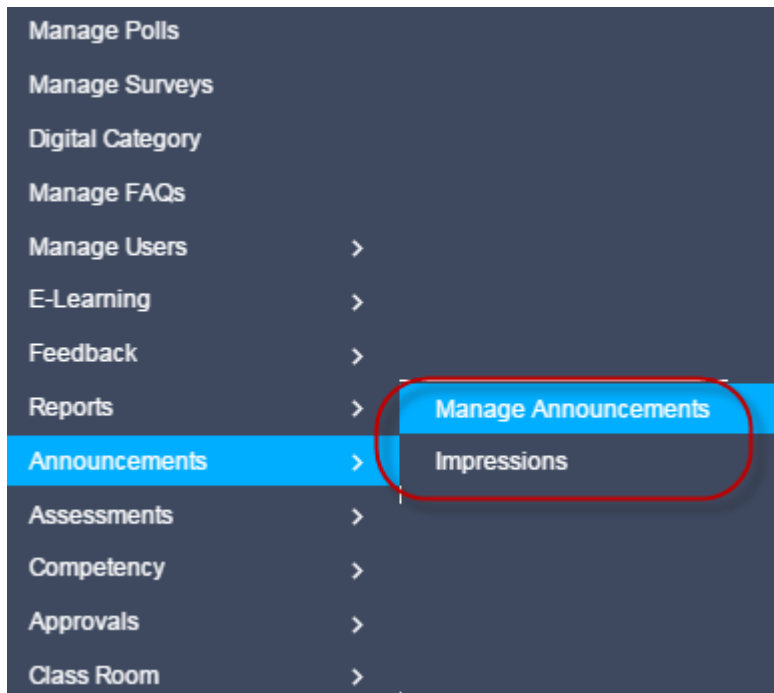 Manage Polls
Manage Surveys
Digital Category
Manage FAQs
Manage Users
E-Learning
Feedback
Reports
Announcements
Assessments
Competency
Approvals
Class Room
Manage Announcements
Impressions